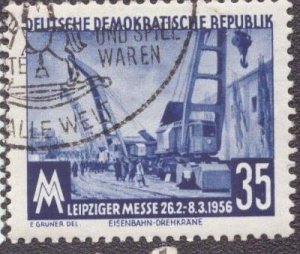 DEUTSCHE DEMOKRATISCHE REPUBLIK
UND SPIEL
WAREN
ALLE WELT
MM
35
LEIPZIGER MESSE 26.2.-8.3.1956
E GRUNER DEL.
EISENBAHN-DREHKRANE